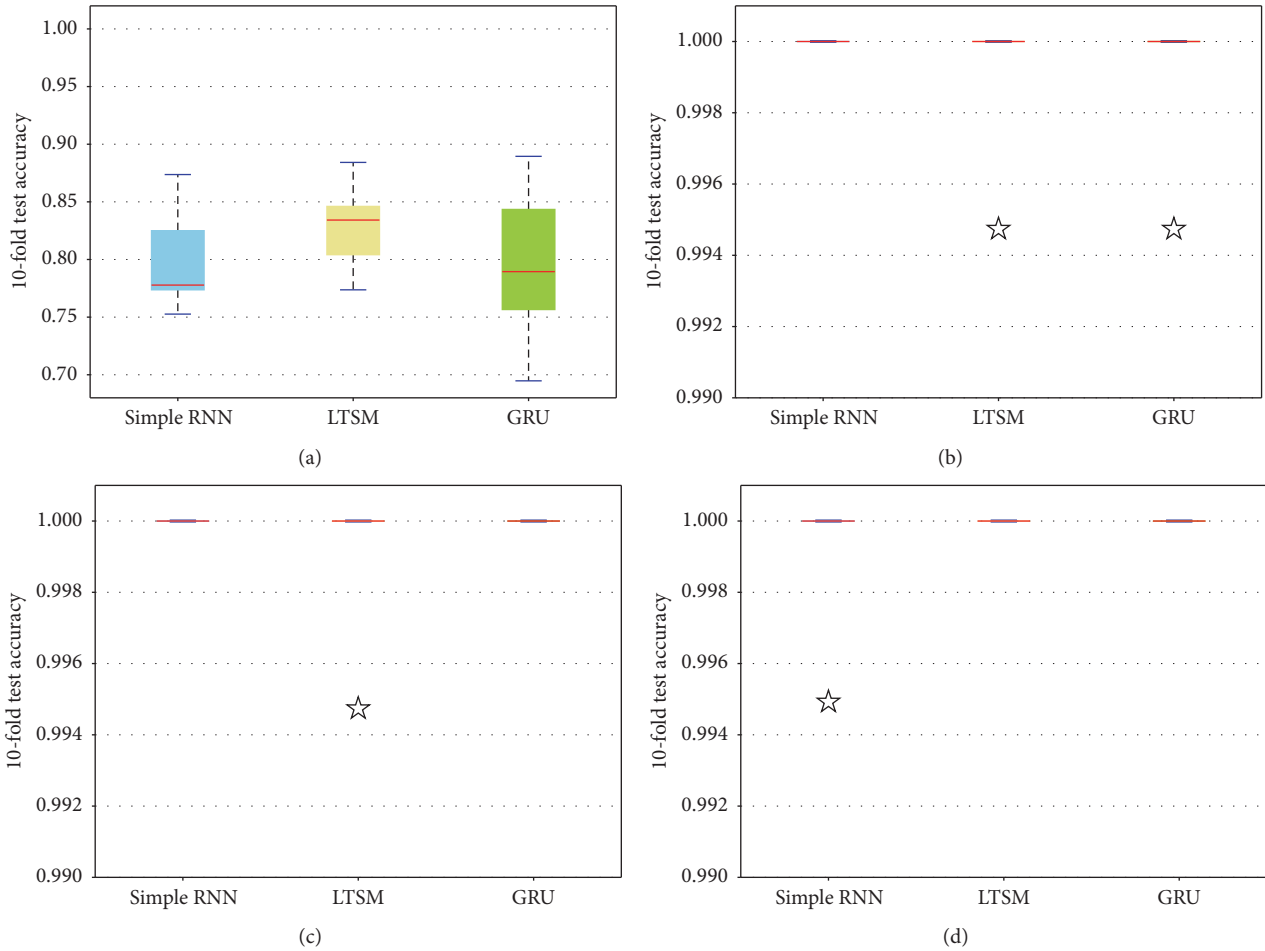 10-fold test accuracy
1.00
0.95
0.90
0.85
0.80
0.75
0.70
Simple RNN LTSM GRU
(a)
10-fold test accuracy
1.000
0.998
0.996
0.994
0.992
0.990
Simple RNN LTSM GRU
(b)
10-fold test accuracy
1.000
0.998
0.996
0.994
0.992
0.990
Simple RNN LTSM GRU
(c)
10-fold test accuracy
1.000
0.998
0.996
0.994
0.992
0.990
Simple RNN LTSM GRU
(d)